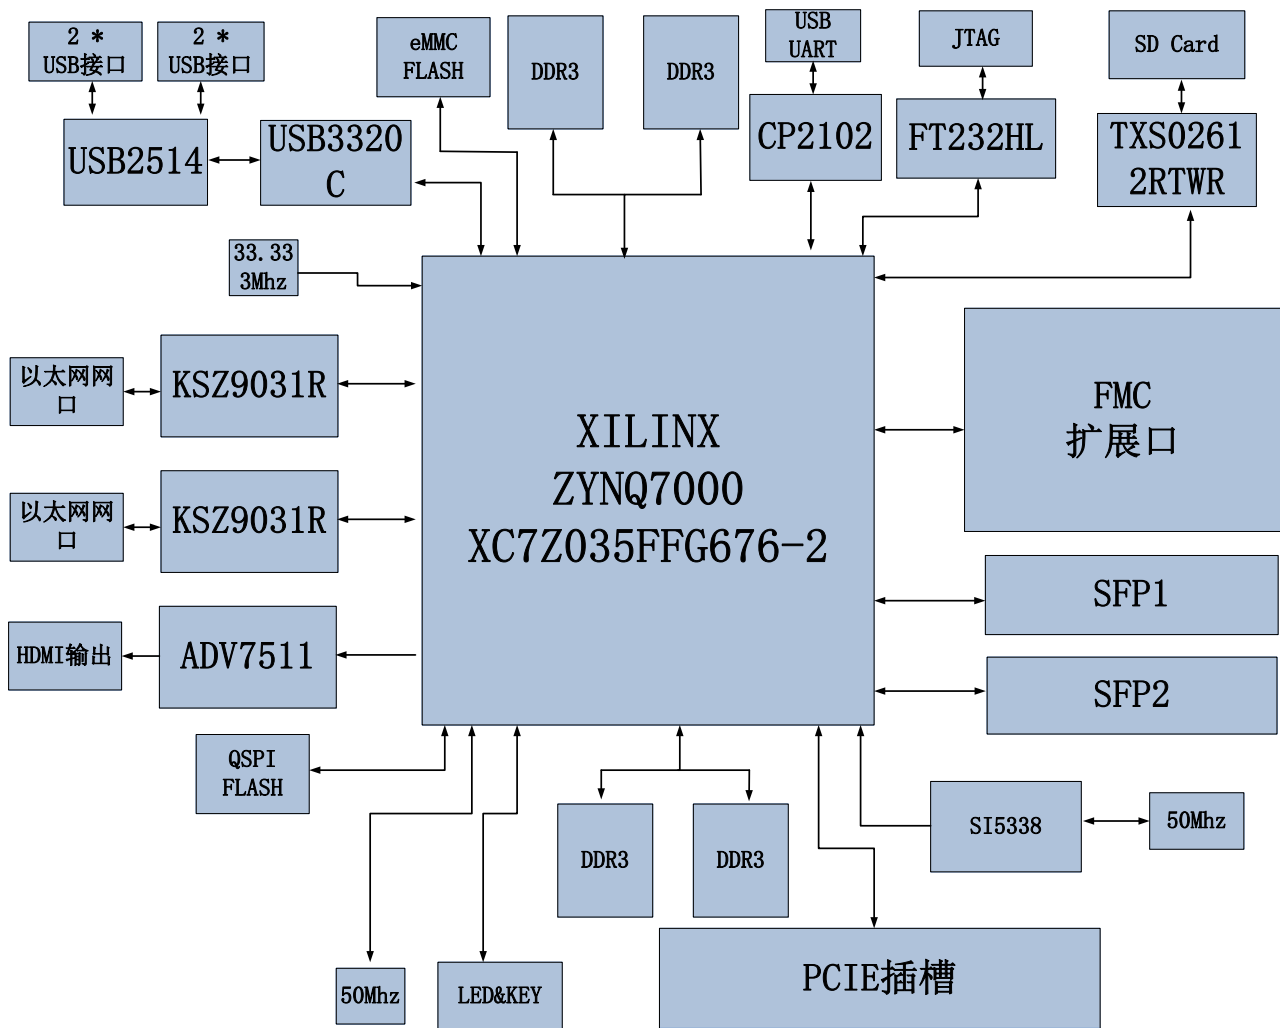 2 *
USB接口
2 *
USB接口
eMMC
FLASH
DDR3
DDR3
USB
UART
JTAG
SD Card
USB2514
USB3320
C
CP2102
FT232HL
TXS0261
2RTWR
33.33
3Mhz
以太网网
口
KSZ9031R
XILINX
ZYNQ7000
XC7Z035FFG676-2
FMC
扩展口
以太网网
口
KSZ9031R
SFP1
HDMI输出
ADV7511
SFP2
QSPI
FLASH
DDR3
DDR3
SI5338
50Mhz
50Mhz
LED&KEY
PCIE插槽